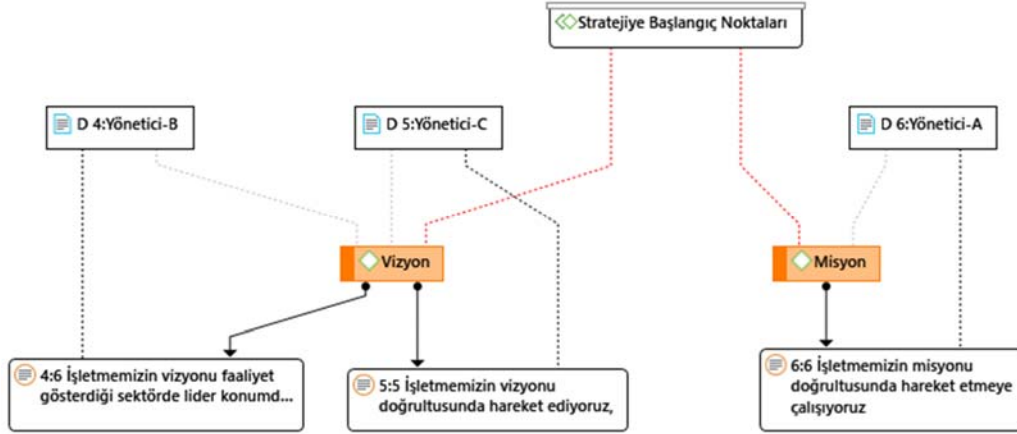 Stratejiye Başlangıç Noktaları
D 4:Yönetici-B
D 5:Yönetici-C
D 6:Yönetici-A
Vizyon
Misyon
4:6 İşletmemizin vizyonu faaliyet
gösterdiği sektörde lider konumd...
5:5 İşletmemizin vizyonu
doğrultusunda hareket ediyoruz,
6:6 İşletmemizin misyonu
doğrultusunda hareket etmeye
çalışıyoruz